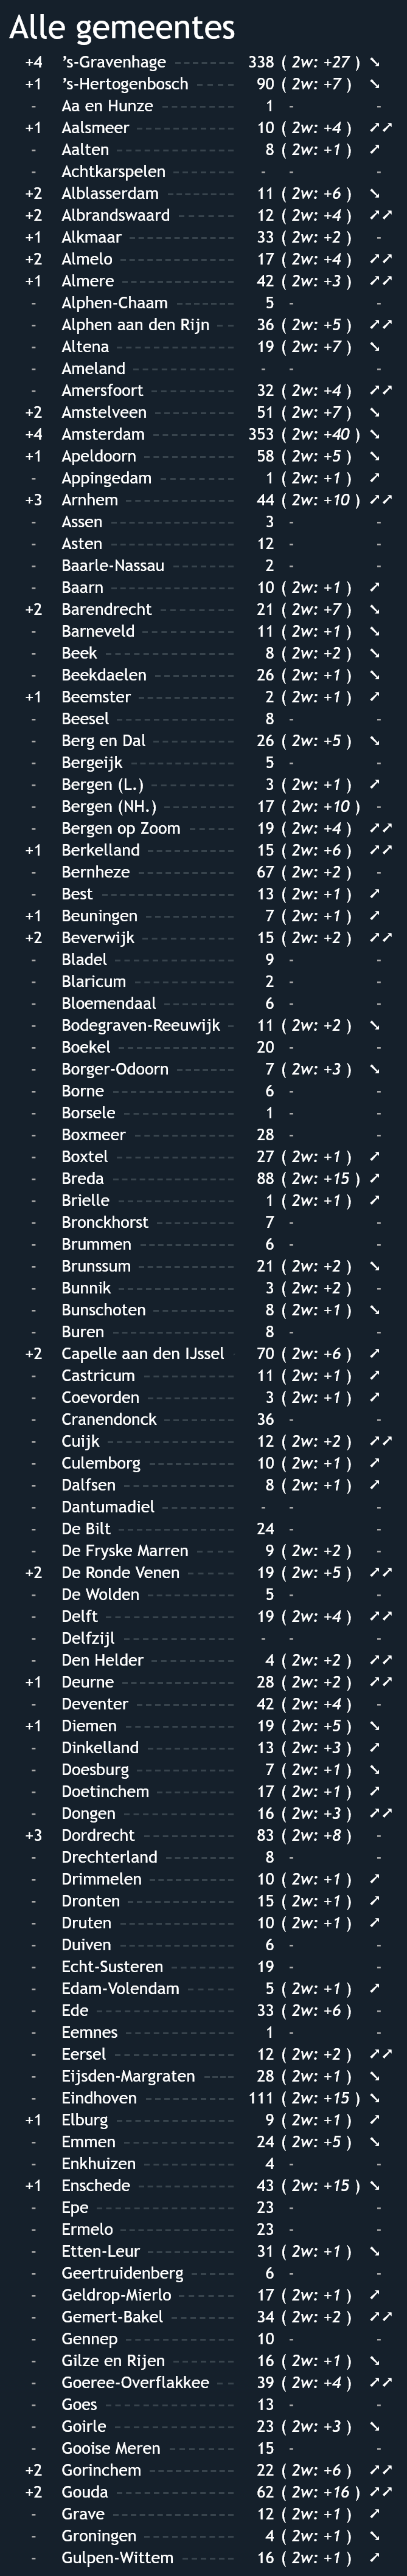 Alle gemeentes
+4 's-Gravenhage 338 ( 2w: +27 ) ➘
+1 's-Hertogenbosch 90 ( 2w: +7 ) ➘
- Aa en Hunze 1 - -
+1 Aalsmeer 10 ( 2w: +4 ) ➚➚
- Aalten 8 ( 2w: +1 ) ➚
- Achtkarspelen - - -
+2 Alblasserdam 11 ( 2w: +6 ) ➘
+2 Albrandswaard 12 ( 2w: +4 ) ➚➚
+1 Alkmaar 33 ( 2w: +2 ) -
+2 Almelo 17 ( 2w: +4 ) ➚➚
+1 Almere 42 ( 2w: +3 ) ➚➚
- Alphen-Chaam 5 - -
- Alphen aan den Rijn 36 ( 2w: +5 ) ➚➚
- Altena 19 ( 2w: +7 ) ➘
- Ameland - - -
- Amersfoort 32 ( 2w: +4 ) ➚➚
+2 Amstelveen 51 ( 2w: +7 ) ➘
+4 Amsterdam 353 ( 2w: +40 ) ➘
+1 Apeldoorn 58 ( 2w: +5 ) ➘
- Appingedam 1 ( 2w: +1 ) ➚
+3 Arnhem 44 ( 2w: +10 ) ➚➚
- Assen 3 - -
- Asten 12 - -
- Baarle-Nassau 2 - -
- Baarn 10 ( 2w: +1 ) ➚
+2 Barendrecht 21 ( 2w: +7 ) ➘
- Barneveld 11 ( 2w: +1 ) ➘
- Beek 8 ( 2w: +2 ) ➘
- Beekdaelen 26 ( 2w: +1 ) ➘
+1 Beemster 2 ( 2w: +1 ) ➚
- Beesel 8 - -
- Berg en Dal 26 ( 2w: +5 ) ➘
- Bergeijk 5 - -
- Bergen (L.) 3 ( 2w: +1 ) ➚
- Bergen (NH.) 17 ( 2w: +10 ) -
- Bergen op Zoom 19 ( 2w: +4 ) ➚➚
+1 Berkelland 15 ( 2w: +6 ) ➚➚
- Bernheze 67 ( 2w: +2 ) -
- Best 13 ( 2w: +1 ) ➚
+1 Beuningen 7 ( 2w: +1 ) ➚
+2 Beverwijk 15 ( 2w: +2 ) ➚➚
- Bladel 9 - -
- Blaricum 2 - -
- Bloemendaal 6 - -
- Bodegraven-Reeuwijk 11 ( 2w: +2 ) ➘
- Boekel 20 - -
- Borger-Odoorn 7 ( 2w: +3 ) ➘
- Borne 6 - -
- Borsele 1 - -
- Boxmeer 28 - -
- Boxtel 27 ( 2w: +1 ) ➚
- Breda 88 ( 2w: +15 ) ➚
- Brielle 1 ( 2w: +1 ) ➚
- Bronckhorst 7 - -
- Brummen 6 - -
- Brunssum 21 ( 2w: +2 ) ➘
- Bunnik 3 ( 2w: +2 ) -
- Bunschoten 8 ( 2w: +1 ) ➘
- Buren 8 - -
+2 Capelle aan den IJssel 70 ( 2w: +6 ) ➚
- Castricum 11 ( 2w: +1 ) ➚
- Coevorden 3 ( 2w: +1 ) ➚
- Cranendonck 36 - -
- Cuijk 12 ( 2w: +2 ) ➚➚
- Culemborg 10 ( 2w: +1 ) ➚
- Dalfsen 8 ( 2w: +1 ) ➚
- Dantumadiel - - -
- De Bilt 24 - -
- De Fryske Marren 9 ( 2w: +2 ) -
+2 De Ronde Venen 19 ( 2w: +5 ) ➚➚
- De Wolden 5 - -
- Delft 19 ( 2w: +4 ) ➚➚
- Delfzijl - - -
- Den Helder 4 ( 2w: +2 ) ➚➚
+1 Deurne 28 ( 2w: +2 ) ➚➚
- Deventer 42 ( 2w: +4 ) -
+1 Diemen 19 ( 2w: +5 ) ➘
- Dinkelland 13 ( 2w: +3 ) ➚
- Doesburg 7 ( 2w: +1 ) ➘
- Doetinchem 17 ( 2w: +1 ) ➚
- Dongen 16 ( 2w: +3 ) ➚➚
+3 Dordrecht 83 ( 2w: +8 ) -
- Drechterland 8 - -
- Drimmelen 10 ( 2w: +1 ) ➚
- Dronten 15 ( 2w: +1 ) ➚
- Druten 10 ( 2w: +1 ) ➚
- Duiven 6 - -
- Echt-Susteren 19 - -
- Edam-Volendam 5 ( 2w: +1 ) ➚
- Ede 33 ( 2w: +6 ) -
- Eemnes 1 - -
- Eersel 12 ( 2w: +2 ) ➚➚
- Eijsden-Margraten 28 ( 2w: +1 ) ➘
- Eindhoven 111 ( 2w: +15 ) ➘
+1 Elburg 9 ( 2w: +1 ) ➚
- Emmen 24 ( 2w: +5 ) ➘
- Enkhuizen 4 - -
+1 Enschede 43 ( 2w: +15 ) ➘
- Epe 23 - -
- Ermelo 23 - -
- Etten-Leur 31 ( 2w: +1 ) ➘
- Geertruidenberg 6 - -
- Geldrop-Mierlo 17 ( 2w: +1 ) ➚
- Gemert-Bakel 34 ( 2w: +2 ) ➚➚
- Gennep 10 - -
- Gilze en Rijen 16 ( 2w: +1 ) ➘
- Goeree-Overflakkee 39 ( 2w: +4 ) ➚➚
- Goes 13 - -
- Goirle 23 ( 2w: +3 ) ➘
- Gooise Meren 15 - -
+2 Gorinchem 22 ( 2w: +6 ) ➚➚
+2 Gouda 62 ( 2w: +16 ) ➚➚
- Grave 12 ( 2w: +1 ) ➚
- Groningen 4 ( 2w: +1 ) ➘
- Gulpen-Wittem 16 ( 2w: +1 ) ➚